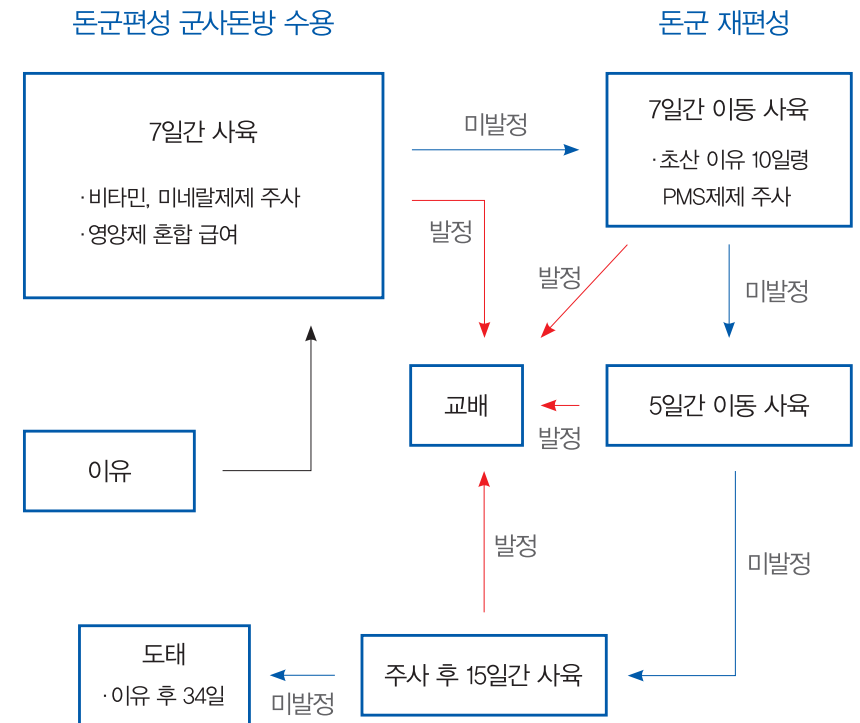 돈군편성 군사돈방 수용
돈군 재편성
7일간 사육
· 비타민, 미네랄제제 주사
· 영양제 혼합 급여
미발정
7일간 이동 사육
· 초산 이유 10일령
PMS제제 주사
발정
발정
미발정
교배
5일간 이동 사육
발정
이유
발정
미발정
도태
· 이유 후 34일
미발정
주사 후 15일간 사육